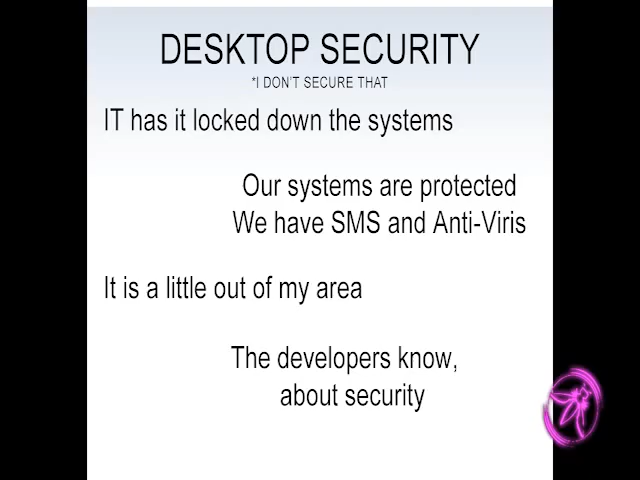 DESKTOP SECURITY
*I DON'T SECURE THAT
IT has it locked down the systems
Our systems are protected
We have SMS and Anti-Viris
It is a little out of my area
The developers know,
about security